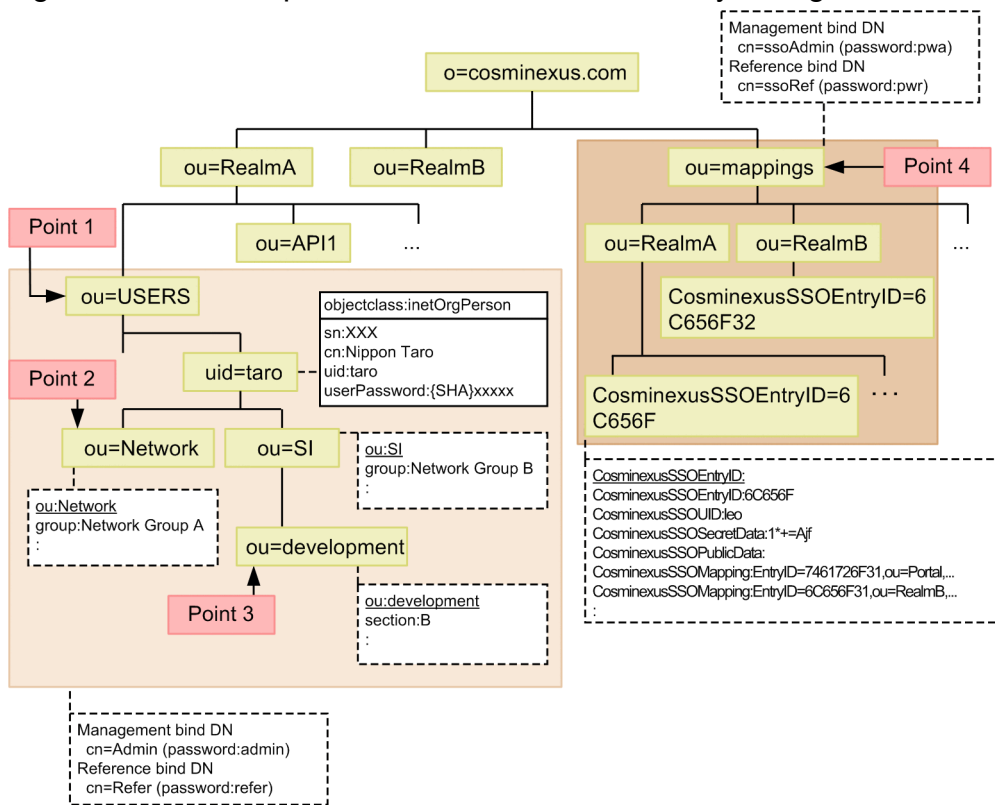 Management bind DN
cn=ssoAdmin (password:pwa)
Reference bind DN
cn=ssoRef (password:pwr)
o=cosminexus.com
ou=RealmA
ou=RealmB
ou=mappings
Point 4
Point 1
ou=API1
...
ou=RealmA
ou=RealmB
...
ou=USERS
objectclass:inetOrgPerson
sn:XXX
cn:Nippon Taro
uid:taro
userPassword:{SHA}xxxxx
CosminexusSSOEntryID=6
C656F32
Point 2
uid=taro
CosminexusSSOEntryID=6
C656F
...
ou=Network
ou=SI
ou:SI
group:Network Group B
:
ou:Network
group:Network Group A
:
CosminexusSSOEntryID:
CosminexusSSOEntryID:6C656F
CosminexusSSOUID:leo
CosminexusSSOSecretData:1*+=Ajf
CosminexusSSOPublicData:
CosminexusSSOMapping:EntryID=7461726F31,ou=Portal,...
CosminexusSSOMapping:EntryID=6C656F31,ou=RealmB,...
:
ou=development
Point 3
ou:development
section:B
:
Management bind DN
cn=Admin (password:admin)
Reference bind DN
cn=Refer (password:refer)